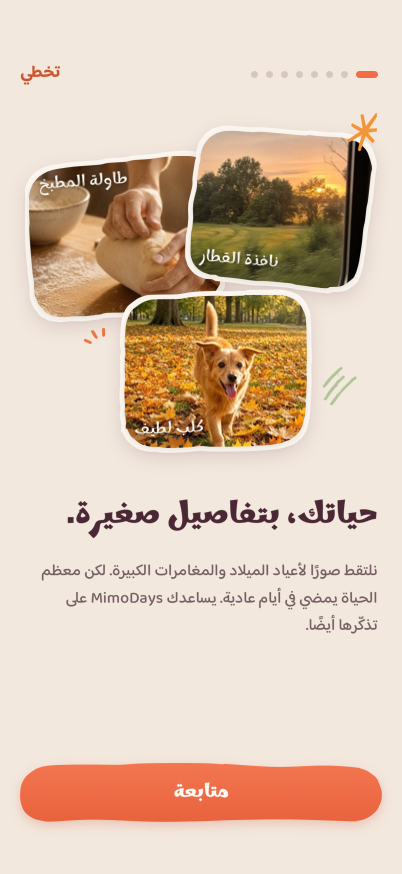 تخطي
طاولة المطبخ
نافذة القطار
كلب لطيف
حياتك، بتفاصيل صغيرة.
نلتقط صورًا لأعياد الميلاد والمغامرات الكبيرة. لكن معظم
الحياة يمضي في أيام عادية. يساعدك MimoDays على
تذكّرها أيضًا.
متابعة